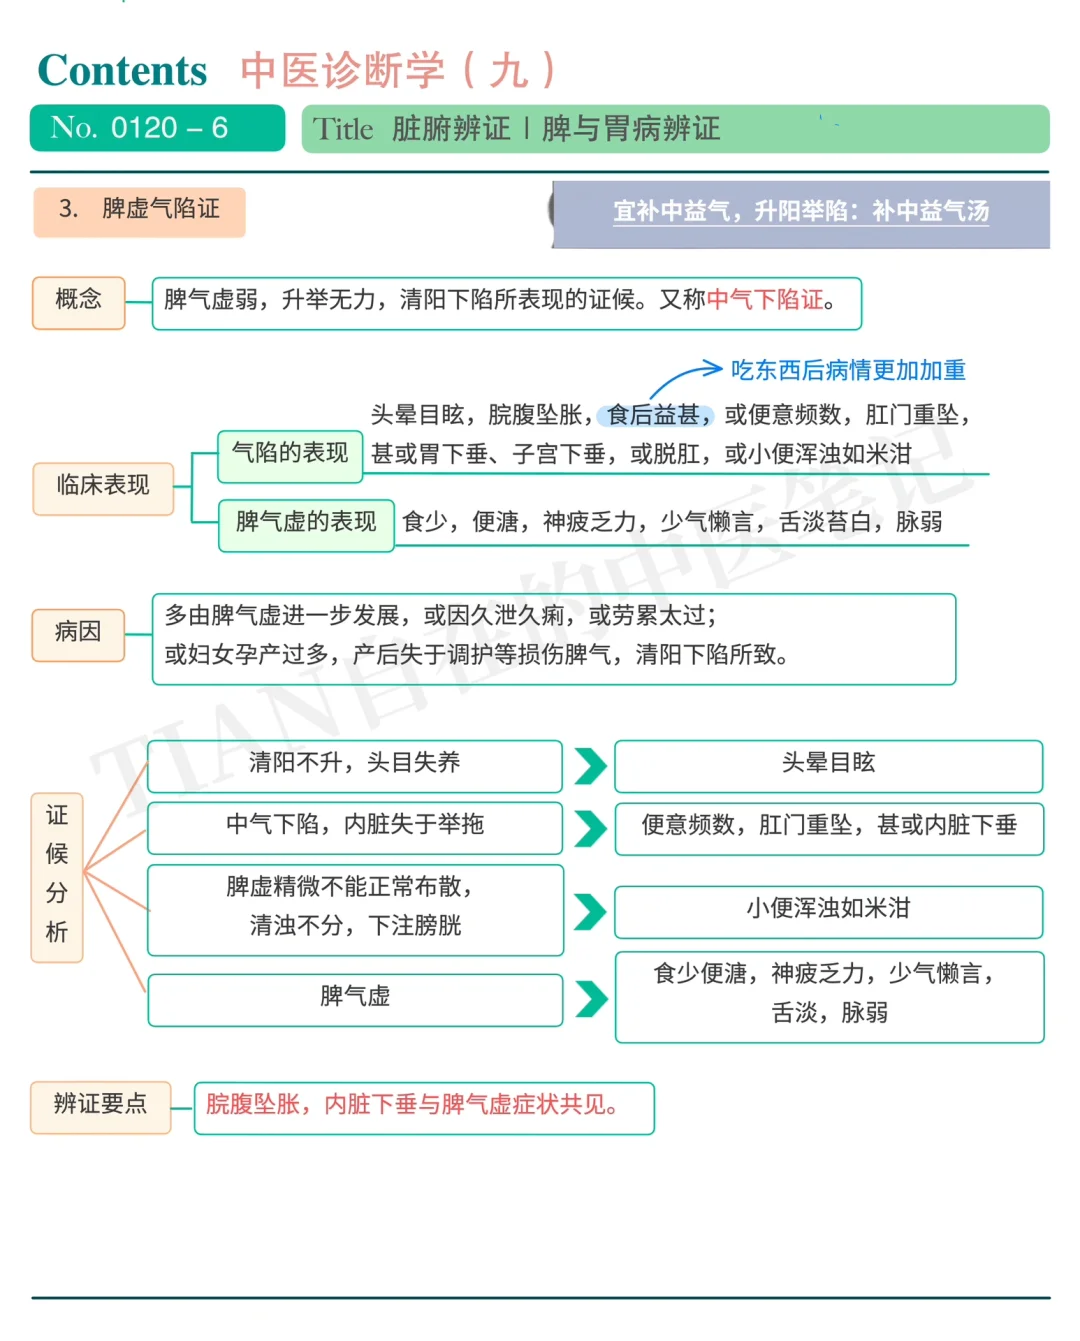 Contents 中医诊断学（九）
No. 0120 – 6
Title 脏腑辨证丨脾与胃病辨证
3. 脾虚气陷证
宜补中益气，升阳举陷：补中益气汤
概念
脾气虚弱，升举无力，清阳下陷所表现的证候。又称中气下陷证。
吃东西后病情更加加重
临床表现
气陷的表现
头晕目眩，脘腹坠胀，食后益甚，或便意频数，肛门重坠，
甚或胃下垂、子宫下垂，或脱肛，或小便浑浊如米泔
脾气虚的表现
食少，便溏，神疲乏力，少气懒言，舌淡苔白，脉弱
病因
多由脾气虚进一步发展，或因久泄久痢，或劳累太过；
或妇女孕产过多，产后失于调护等损伤脾气，清阳下陷所致。
证候分析
清阳不升，头目失养
头晕目眩
中气下陷，内脏失于举拖
便意频数，肛门重坠，甚或内脏下垂
脾虚精微不能正常布散，
清浊不分，下注膀胱
小便浑浊如米泔
脾气虚
食少便溏，神疲乏力，少气懒言，
舌淡，脉弱
辨证要点
脘腹坠胀，内脏下垂与脾气虚症状共见。
TIAN自在的中医笔记